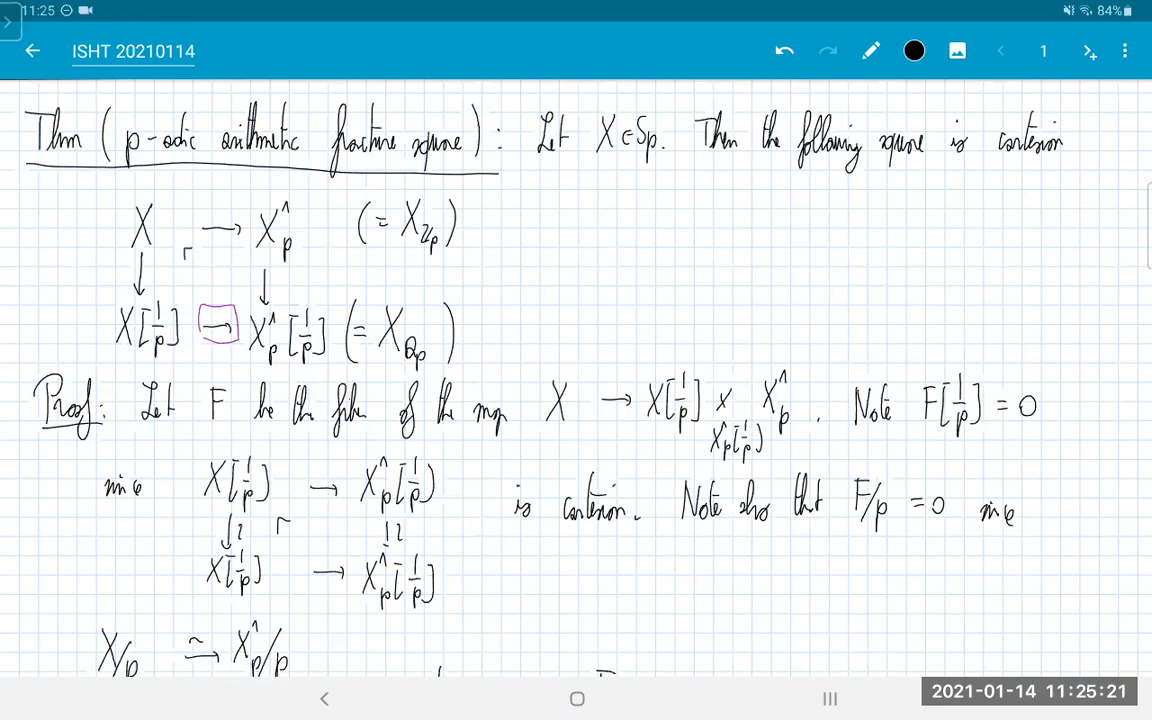 11:25
84%
ISHT 20210114
1
Thm (p-adic arithmetic fracture square): Let X ∈ Sp. Then the following square is cartesian
X → X^_p (= X_{Z_p})
X[1/p] → X^_p[1/p] (= X_{Q_p})
Proof: Let F be the fiber of the map X → X[1/p] ×_{X^_p[1/p]} X^_p. Note F[1/p] = 0
since X[1/p] → X^_p[1/p] is cartesian. Note also that F/p = 0 since
X[1/p] → X^_p[1/p]
X/p ≃→ X^_p/p
2021-01-14 11:25:21